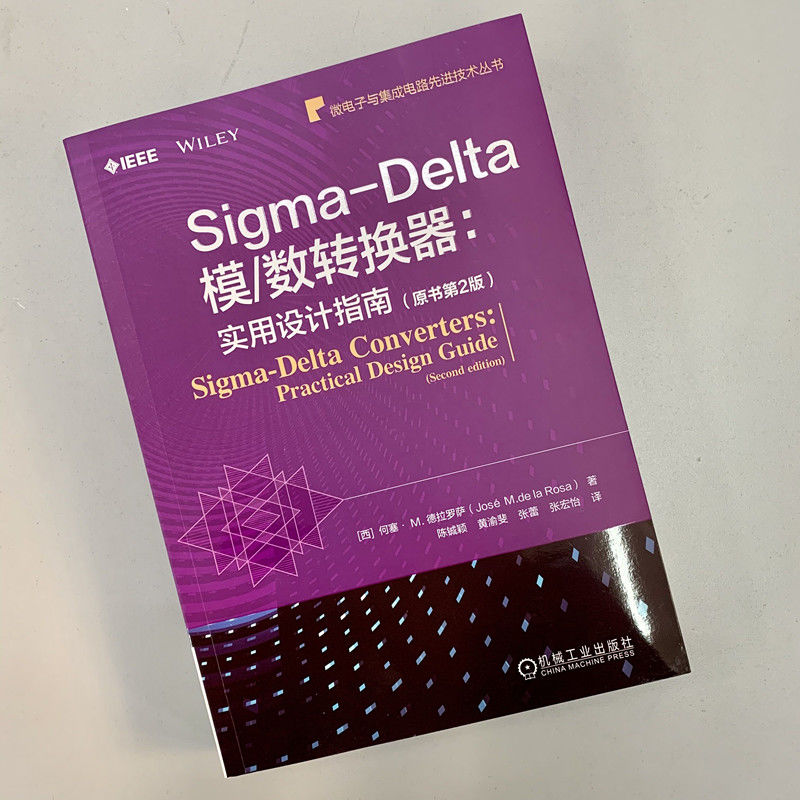 微电子与集成电路先进技术丛书
IEEE
WILEY
Sigma-Delta
模/数转换器：
实用设计指南（原书第2版）
Sigma-Delta Converters:
Practical Design Guide
(Second edition)
[西] 何塞·M.德拉罗萨（José M.de la Rosa）著
陈铖颖 黄渝斐 张蕾 张宏怡 译
机械工业出版社
CHINA MACHINE PRESS